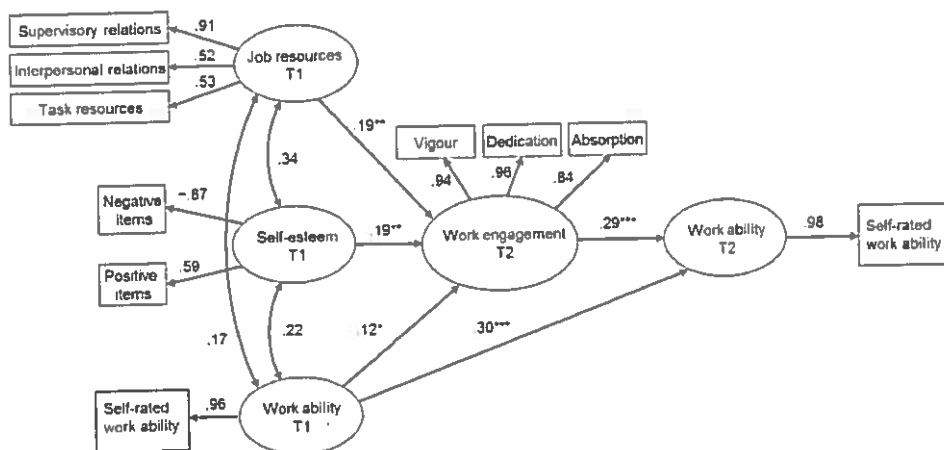 Supervisory relations
.91
Job resources
T1
Interpersonal relations
.52
Task resources
.53
.19**
Vigour
Dedication
Absorption
.34
.94
.96
.84
Negative
items
-.87
Self-esteem
T1
.19**
Work engagement
T2
.29***
Work ability
T2
.98
Self-rated
work ability
Positive
items
.59
.17
.22
.12*
.30***
Self-rated
work ability
.96
Work ability
T1